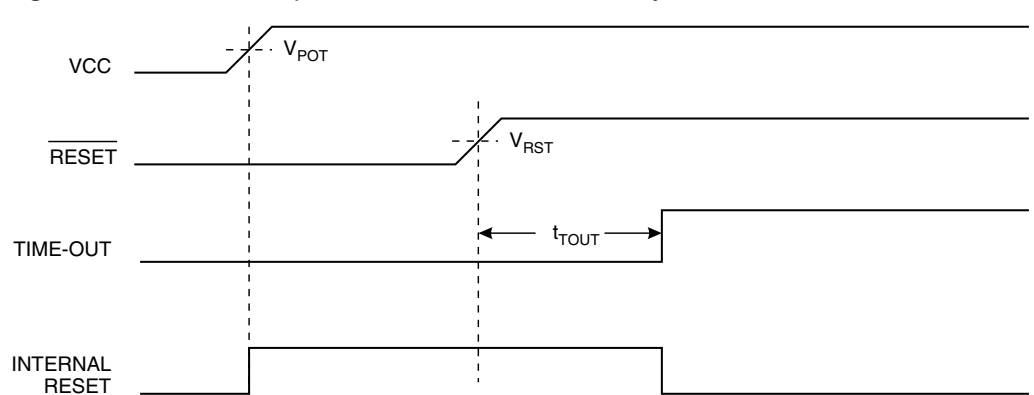 VCC
VPOT
RESET
VRST
TIME-OUT
tTOUT
INTERNAL
RESET